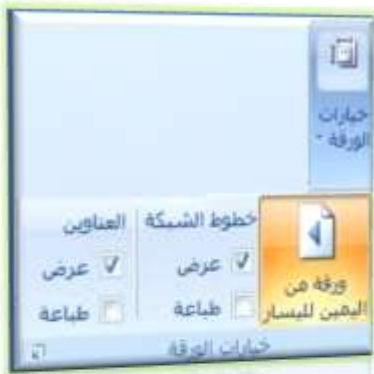 خيارات
الورقة
خطوط الشبكة
العناوين
عرض
عرض
طباعة
طباعة
ورقة من
اليمين لليسار
خيارات الورقة